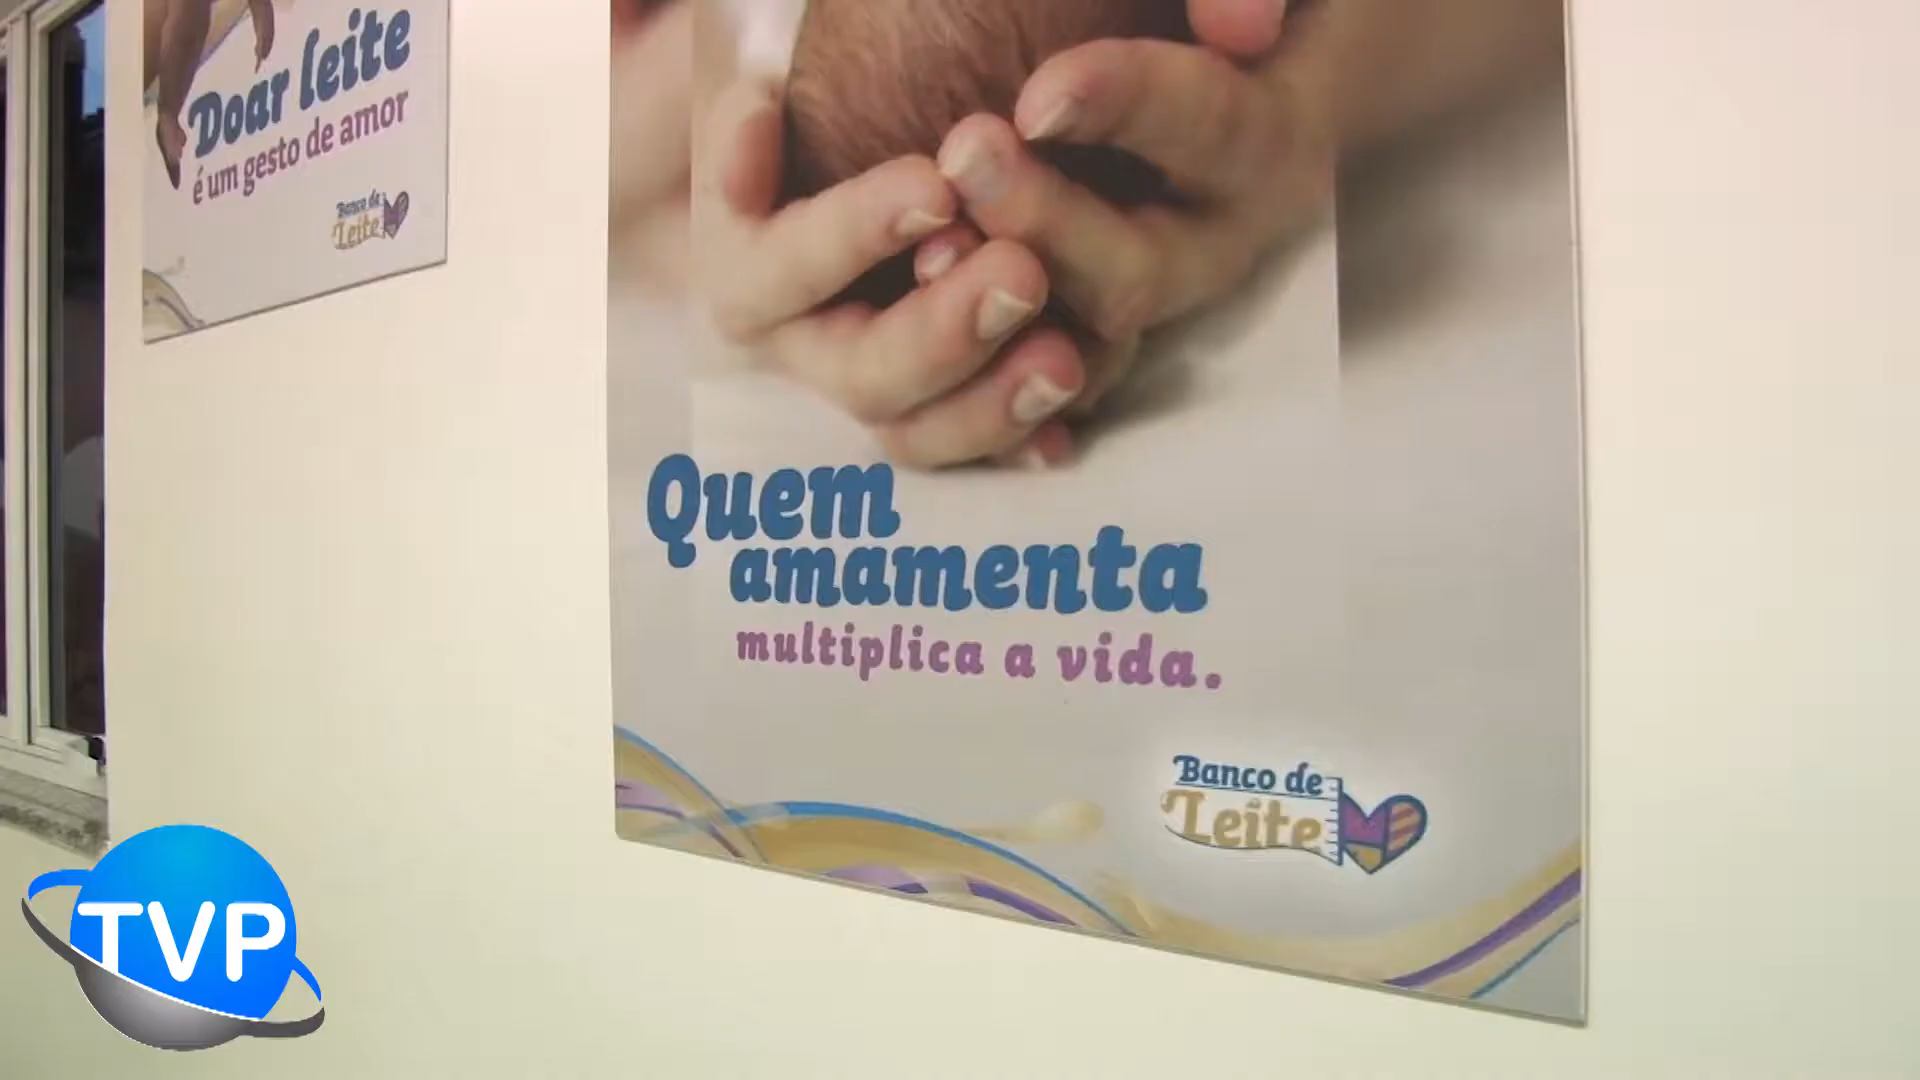 Doar leite
é um gesto de amor
Banco de
Leite
Quem
amamenta
multiplica a vida.
Banco de
Leite
TVP